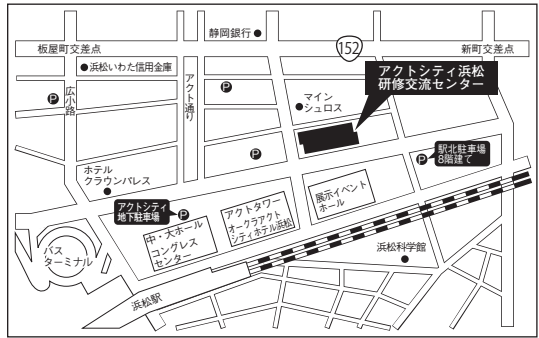 静岡銀行
152
板屋町交差点
新町交差点
浜松いわた信用金庫
アクトシティ浜松
研修交流センター
広小路
アクト通り
P
P
マイン
シュロス
P
P
駅北駐車場
8階建て
ホテル
クラウンパレス
アクトシティ
地下駐車場
P
展示イベント
ホール
アクトタワー
オークラアクト
シティホテル浜松
中・大ホール
コングレス
センター
バス
ターミナル
浜松科学館
浜松駅